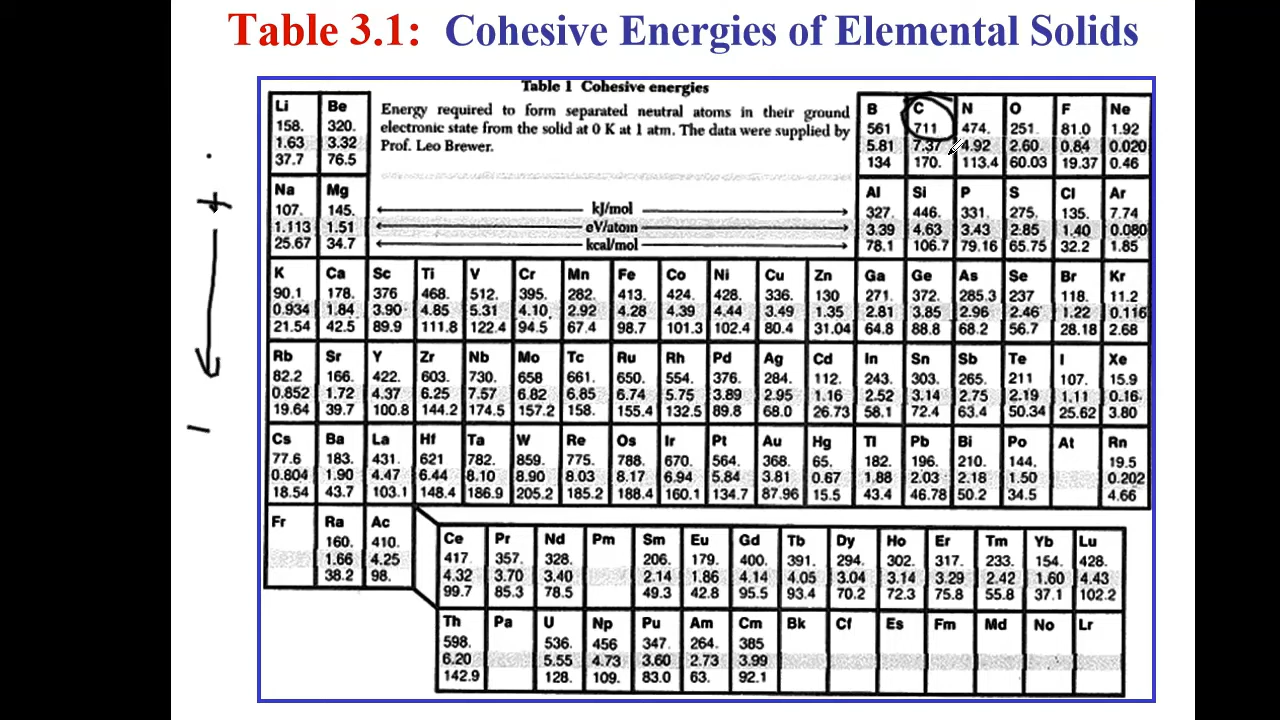 Table 3.1: Cohesive Energies of Elemental Solids
Table 1 Cohesive energies
Energy required to form separated neutral atoms in their ground
electronic state from the solid at 0 K at 1 atm. The data were supplied by
Prof. Leo Brewer.
kJ/mol
eV/atom
kcal/mol
Li Be B C N O F Ne
158. 320. 561 711 474. 251. 81.0 1.92
1.63 3.32 5.81 7.37 4.92 2.60. 0.84 0.020
37.7 76.5 134 170. 113.4 60.03 19.37 0.46
Na Mg Al Si P S Cl Ar
107. 145. 327. 446. 331. 275. 135. 7.74
1.113 1.51 3.39 4.63 3.43 2.85 1.40 0.080
25.67 34.7 78.1 106.7 79.16 65.75 32.2 1.85
K Ca Sc Ti V Cr Mn Fe Co Ni Cu Zn Ga Ge As Se Br Kr
90.1 178. 376 468. 512. 395. 282. 413. 424. 428. 336. 130 271. 372. 285.3 237 118. 11.2
0.934 1.84 3.90 4.85 5.31 4.10 2.92 4.28 4.39 4.44 3.49 1.35 2.81 3.85 2.96 2.46 1.22 0.116
21.54 42.5 89.9 111.8 122.4 94.5 67.4 98.7 101.3 102.4 80.4 31.04 64.8 88.8 68.2 56.7 28.18 2.68
Rb Sr Y Zr Nb Mo Tc Ru Rh Pd Ag Cd In Sn Sb Te I Xe
82.2 166. 422. 603. 730. 658 661. 650. 554. 376. 284. 112. 243. 303. 265. 211 107. 15.9
0.852 1.72 4.37 6.25 7.57 6.82 6.85 6.74 5.75 3.89 2.95 1.16 2.52 3.14 2.75 2.19 1.11 0.16
19.64 39.7 100.8 144.2 174.5 157.2 158. 155.4 132.5 89.8 68.0 26.73 58.1 72.4 63.4 50.34 25.62 3.80
Cs Ba La Hf Ta W Re Os Ir Pt Au Hg Tl Pb Bi Po At Rn
77.6 183. 431. 621 782. 859. 775. 788. 670. 564. 368. 65. 182. 196. 210. 144. 19.5
0.804 1.90 4.47 6.44 8.10 8.90 8.03 8.17 6.94 5.84 3.81 0.67 1.88 2.03 2.18 1.50 0.202
18.54 43.7 103.1 148.4 186.9 205.2 185.2 188.4 160.1 134.7 87.96 15.5 43.4 46.78 50.2 34.5 4.66
Fr Ra Ac
160. 410.
1.66 4.25
38.2 98.
Ce Pr Nd Pm Sm Eu Gd Tb Dy Ho Er Tm Yb Lu
417. 357. 328. 206. 179. 400. 391. 294. 302. 317. 233. 154. 428.
4.32 3.70 3.40 2.14 1.86 4.14 4.05 3.04 3.14 3.29 2.42 1.60 4.43
99.7 85.3 78.5 49.3 42.8 95.5 93.4 70.2 72.3 75.8 55.8 37.1 102.2
Th Pa U Np Pu Am Cm Bk Cf Es Fm Md No Lr
598. 536. 456 347. 264. 385
6.20 5.55 4.73 3.60 2.73 3.99
142.9 128. 109. 83.0 63. 92.1